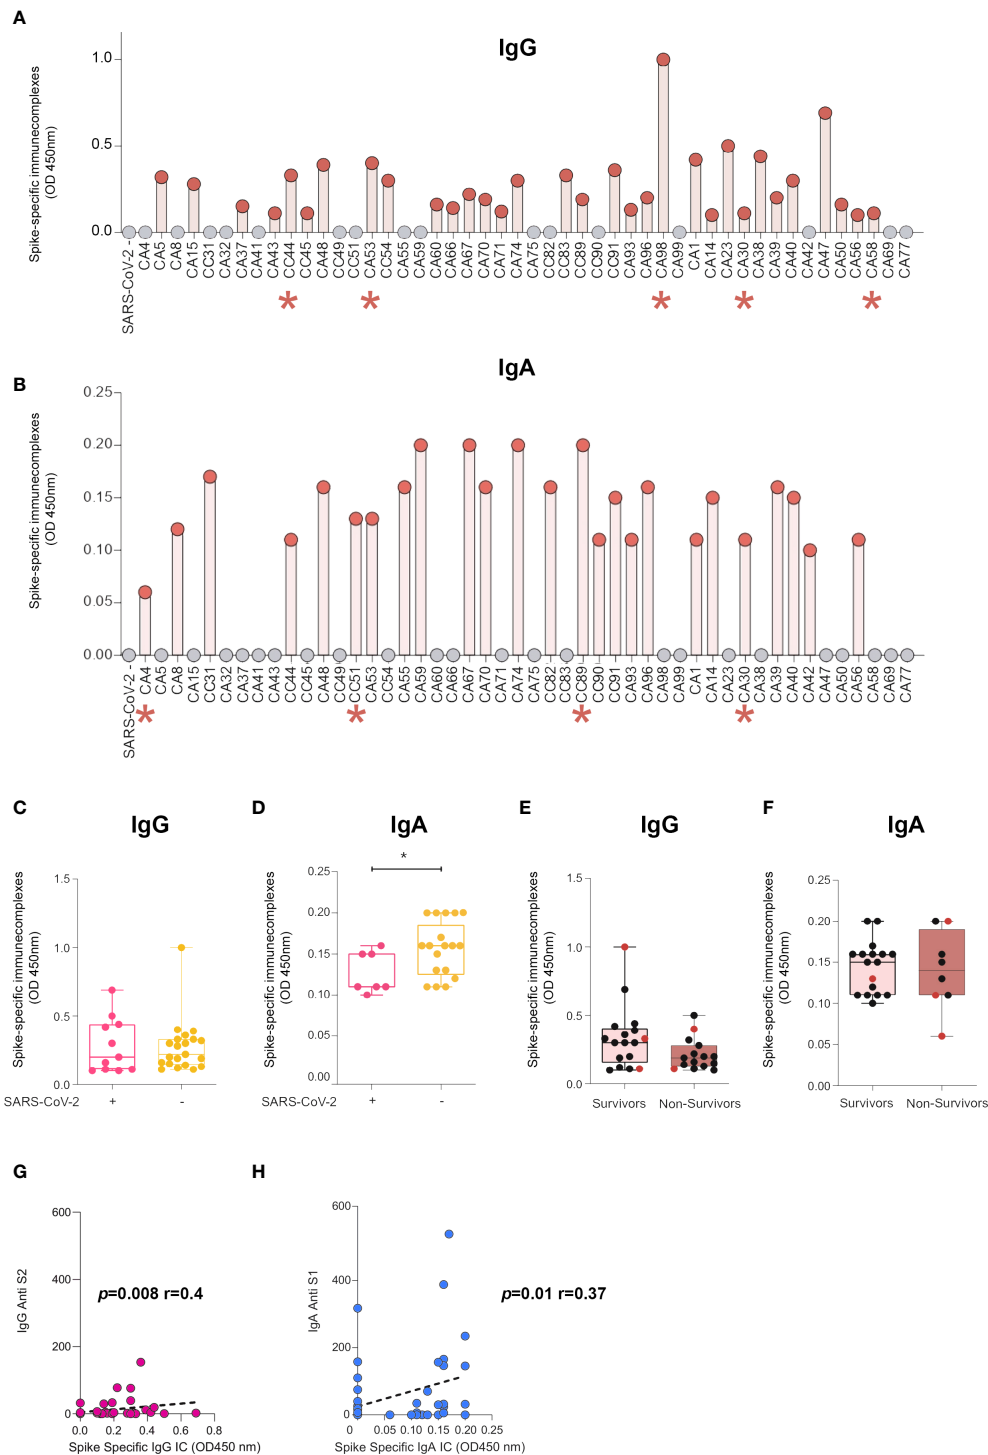 A
IgG
Spike-specific immunecomplexes
(OD 450nm)
1.0
0.5
0.0
SARS-CoV-2 -
CA4
CA5
CA8
CA15
CC31
CA32
CA37
CA41
CA43
CC44
CC45
CA48
CC49
CC51
CA53
CC54
CA55
CA59
CA60
CA66
CA67
CA70
CA71
CA74
CA75
CC82
CC83
CC89
CC90
CC91
CA93
CA96
CA98
CA99
CA1
CA14
CA23
CA30
CA38
CA39
CA40
CA42
CA47
CA50
CA56
CA58
CA69
CA77
* * * * *
B
IgA
Spike-specific immunecomplexes
(OD 450nm)
0.25
0.20
0.15
0.10
0.05
0.00
SARS-CoV-2 -
CA4
CA5
CA8
CA15
CC31
CA32
CA37
CA41
CA43
CC44
CC45
CA48
CC49
CC51
CA53
CC54
CA55
CA59
CA60
CA66
CA67
CA70
CA71
CA74
CA75
CC82
CC83
CC89
CC90
CC91
CA93
CA96
CA98
CA99
CA1
CA14
CA23
CA30
CA38
CA39
CA40
CA42
CA47
CA50
CA56
CA58
CA69
CA77
* * * *
C
IgG
Spike-specific immunecomplexes
(OD 450nm)
1.5
1.0
0.5
0.0
SARS-CoV-2 + -
D
IgA
Spike-specific immunecomplexes
(OD 450nm)
*
0.25
0.20
0.15
0.10
0.05
0.00
SARS-CoV-2 + -
E
IgG
Spike-specific immunecomplexes
(OD 450nm)
1.5
1.0
0.5
0.0
Survivors Non-Survivors
F
IgA
Spike-specific immunecomplexes
(OD 450nm)
0.25
0.20
0.15
0.10
0.05
0.00
Survivors Non-Survivors
G
IgG Anti S2
600
400
200
0
p=0.008 r=0.4
0.0 0.2 0.4 0.6 0.8
Spike Specific IgG IC (OD450 nm)
H
IgA Anti S1
600
400
200
0
p=0.01 r=0.37
0 0.05 0.10 0.15 0.20 0.25
Spike Specific IgA IC (OD450 nm)